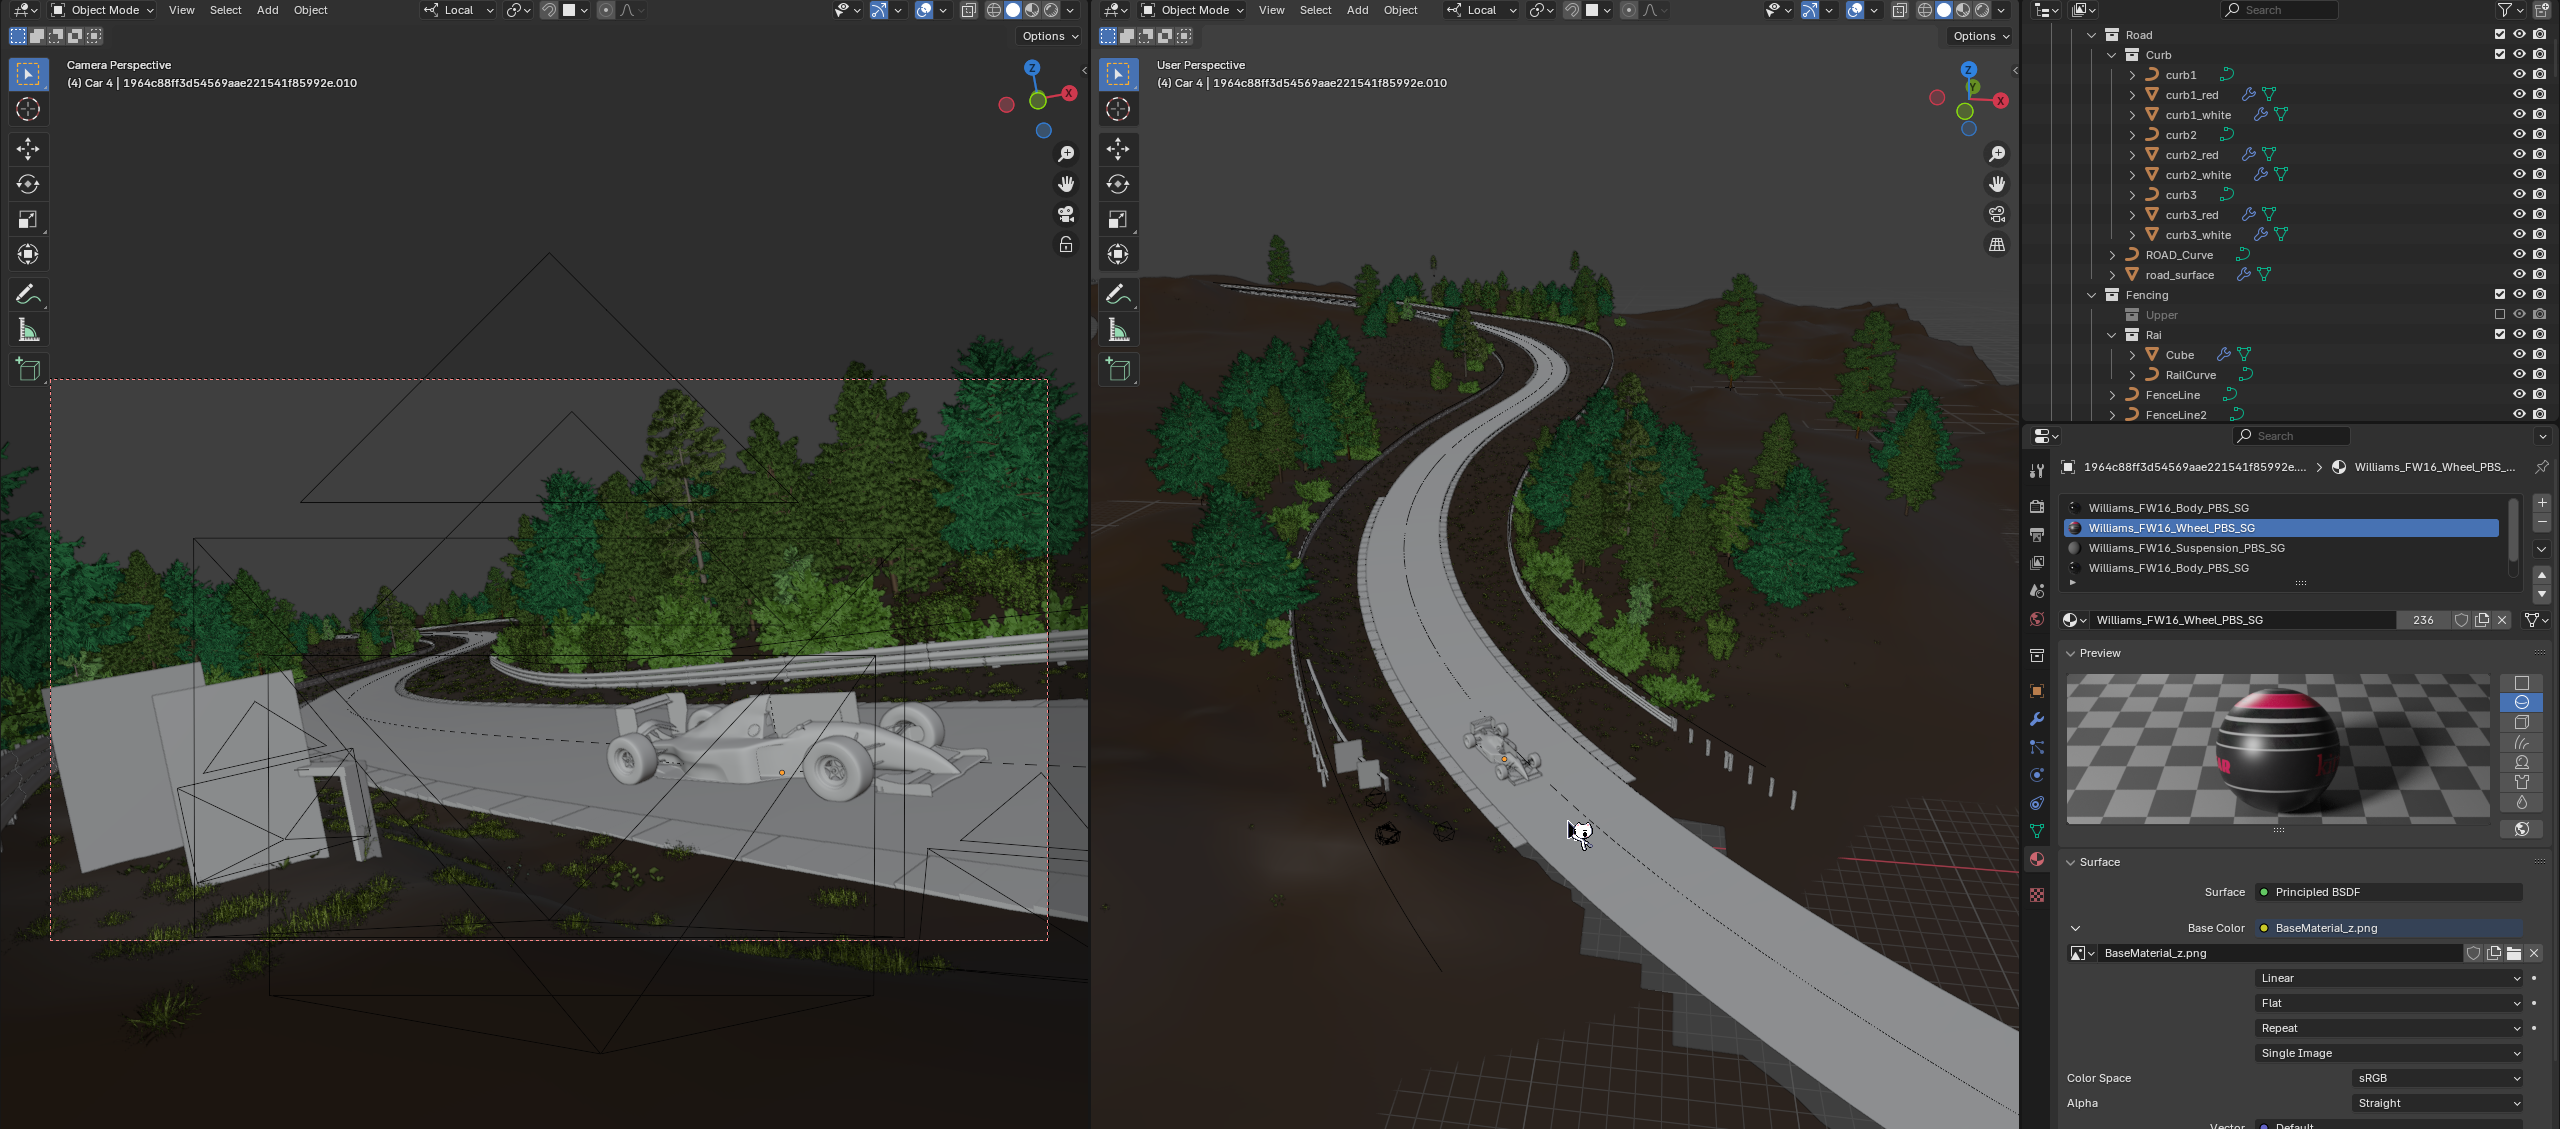 Object Mode View Select Add Object Local
Options
Camera Perspective
(4) Car 4 | 1964c88ff3d54569aae221541f85992e.010
Z
X
Object Mode View Select Add Object Local
Options
User Perspective
(4) Car 4 | 1964c88ff3d54569aae221541f85992e.010
Z
Y
X
Search
Road
Curb
curb1
curb1_red
curb1_white
curb2
curb2_red
curb2_white
curb3
curb3_red
curb3_white
ROAD_Curve
road_surface
Fencing
Upper
Rai
Cube
RailCurve
FenceLine
FenceLine2
Search
1964c88ff3d54569aae221541f85992e.... Williams_FW16_Wheel_PBS_...
Williams_FW16_Body_PBS_SG
Williams_FW16_Wheel_PBS_SG
Williams_FW16_Suspension_PBS_SG
Williams_FW16_Body_PBS_SG
Williams_FW16_Wheel_PBS_SG 236
Preview
Surface
Surface Principled BSDF
Base Color BaseMaterial_z.png
BaseMaterial_z.png
Linear
Flat
Repeat
Single Image
Color Space sRGB
Alpha Straight
Vector Default